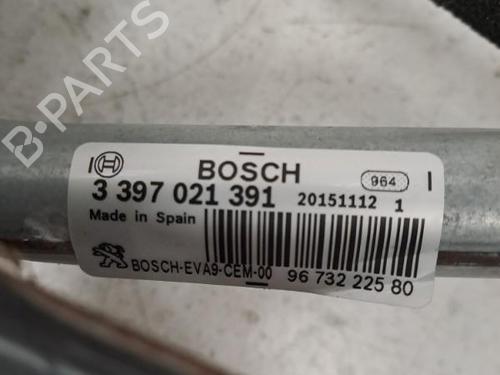 B-PARTS
BOSCH
964
3 397 021 391
20151112 1
Made in Spain
BOSCH-EVA9-CEM-00
96 732 225 80